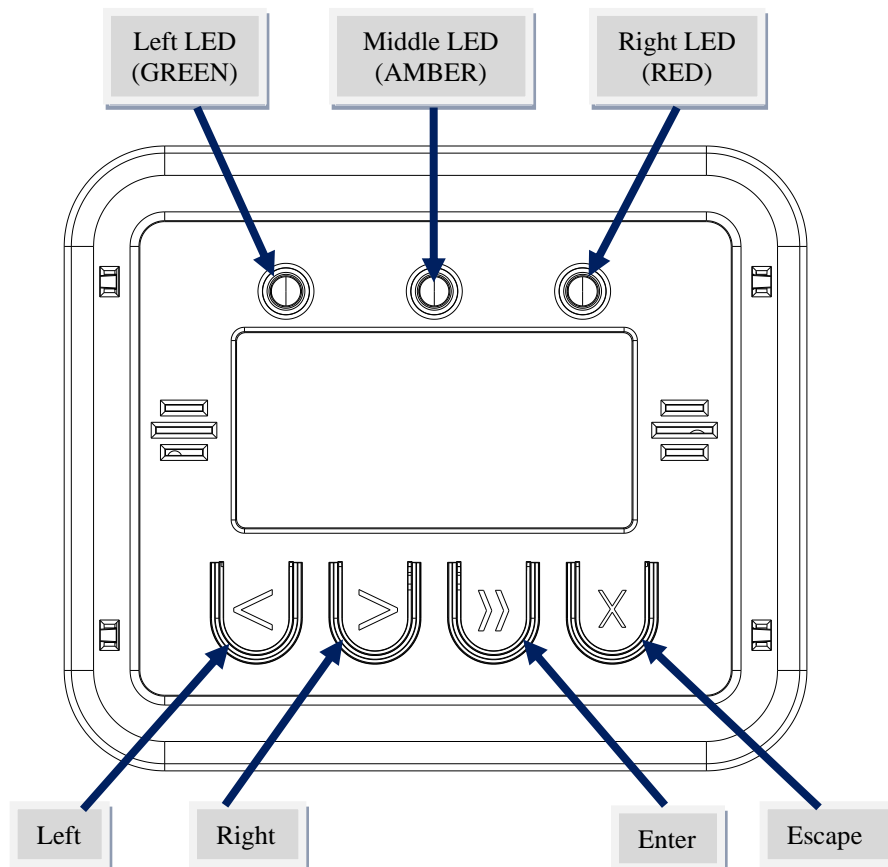 Left LED
(GREEN)
Middle LED
(AMBER)
Right LED
(RED)
< > » X
Left
Right
Enter
Escape